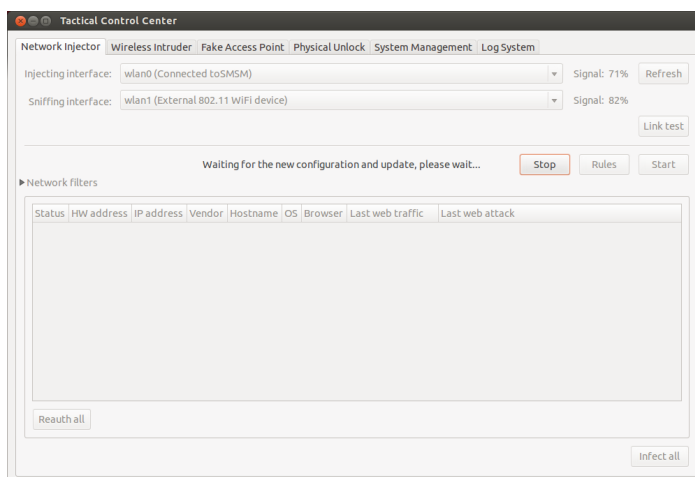 Tactical Control Center
Network Injector Wireless Intruder Fake Access Point Physical Unlock System Management Log System
Injecting interface: wlan0 (Connected toSMSM) Signal: 71% Refresh
Sniffing interface: wlan1 (External 802.11 WiFi device) Signal: 82%
Link test
Waiting for the new configuration and update, please wait... Stop Rules Start
Network filters
Status HW address IP address Vendor Hostname OS Browser Last web traffic Last web attack
Reauth all
Infect all